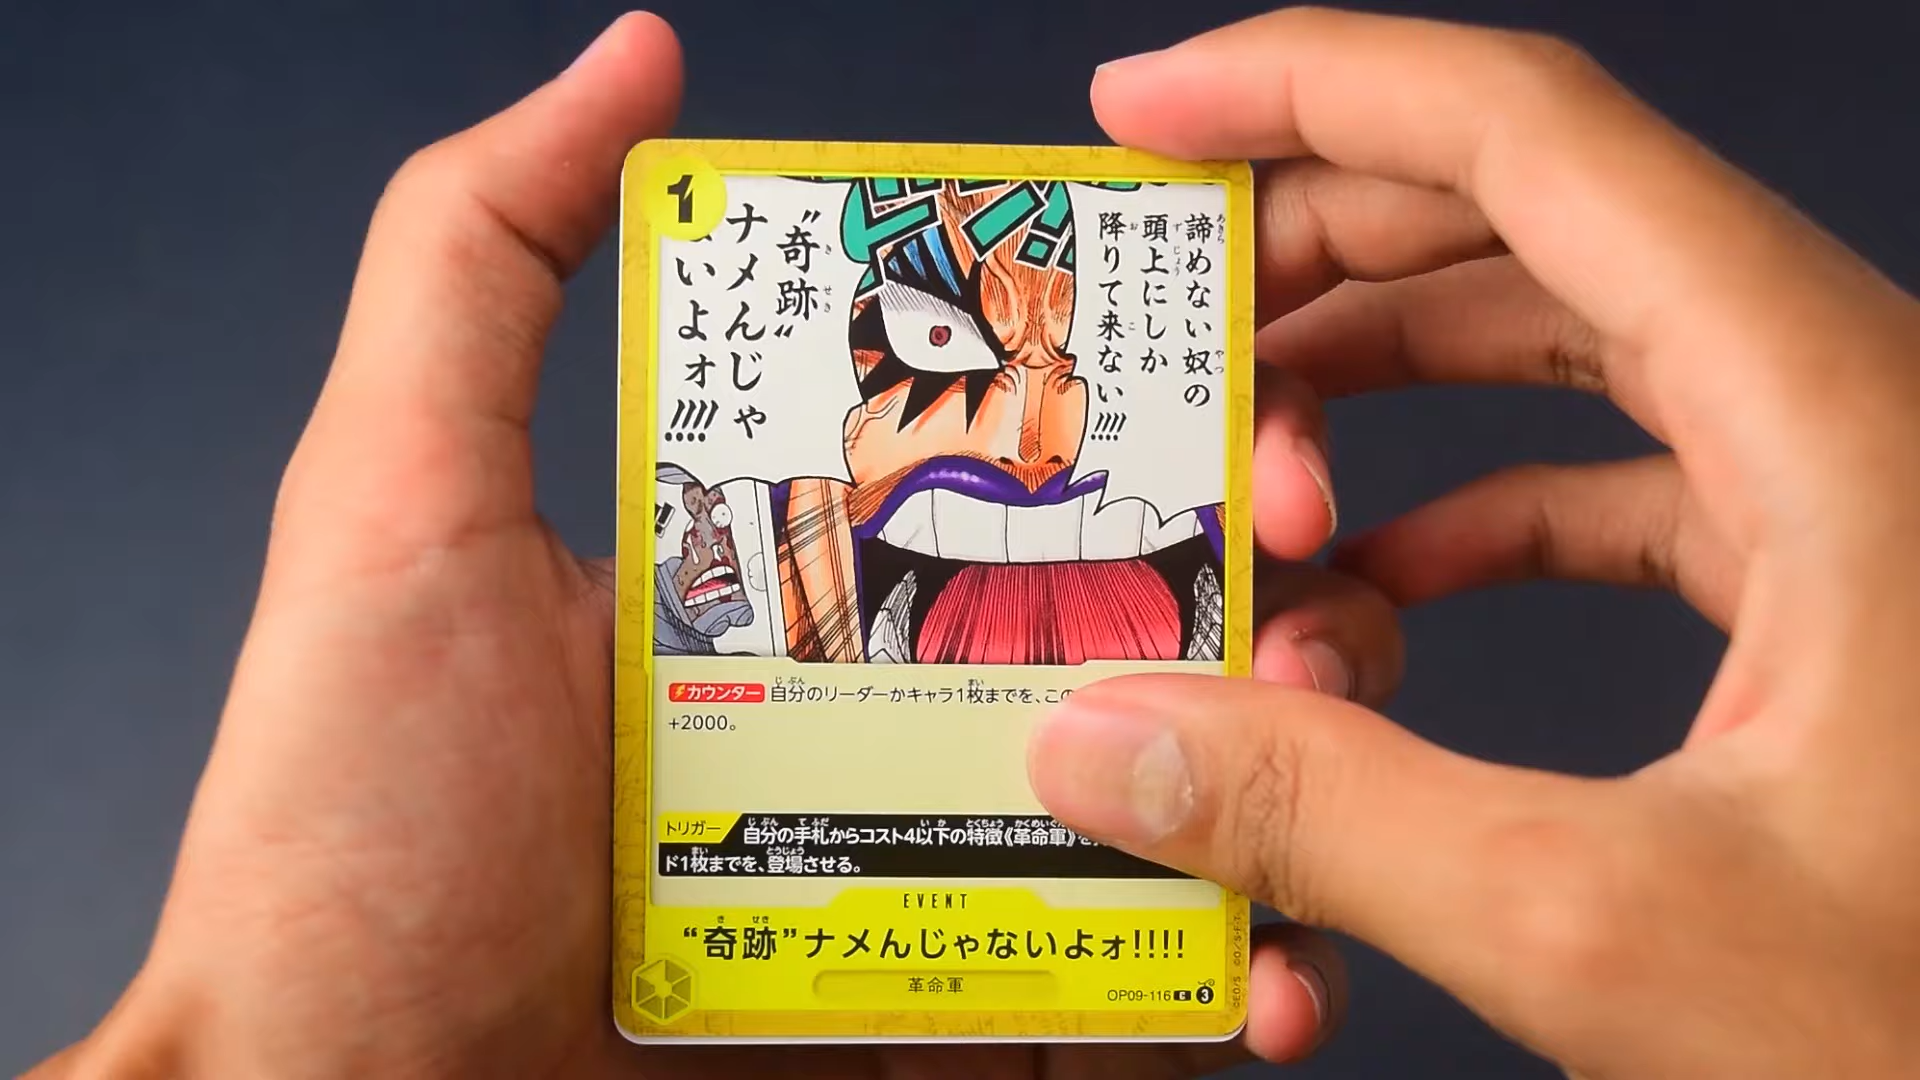 1
ドン!!
諦めない奴の
頭上にしか
降りて来ない!!!!
“奇跡”
ナメんじゃ
いよォ!!!!
カウンター 自分のリーダーかキャラ1枚までを、この
+2000。
トリガー 自分の手札からコスト4以下の特徴《革命軍》を
ド1枚までを、登場させる。
EVENT
“奇跡”ナメんじゃないよォ!!!!
革命軍
OP09-116 C 3